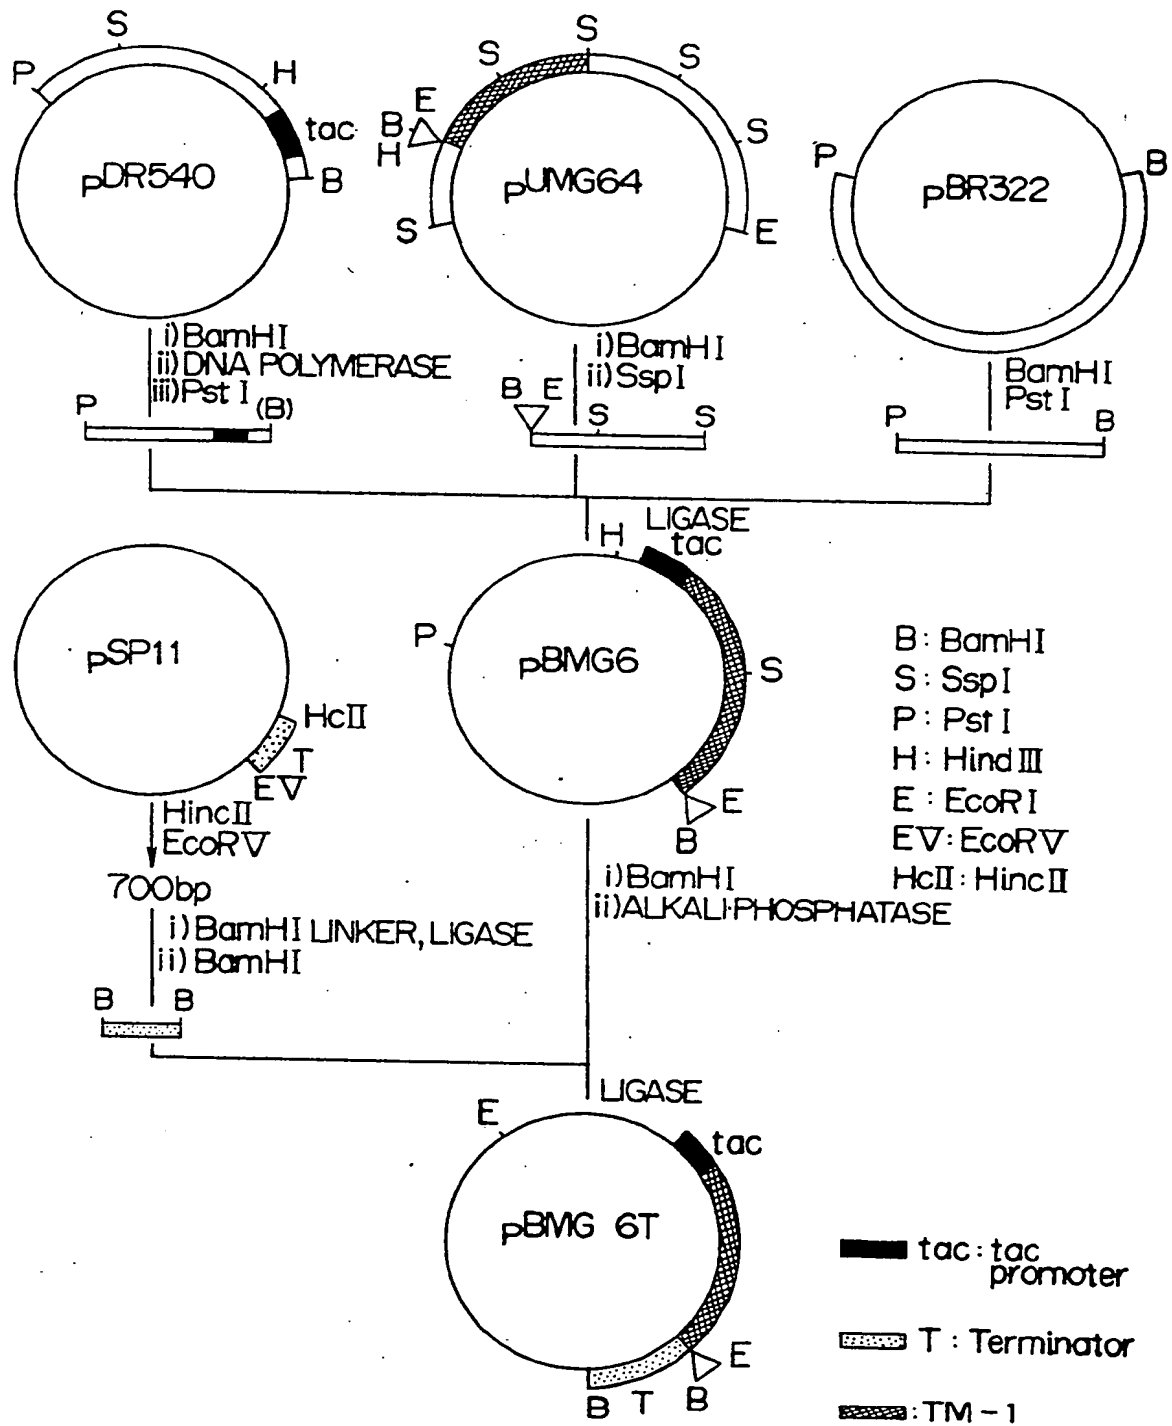 S
P
H
tac
B
pDR540
S
S
S
S
E
B
H
S
E
pUMG64
P
B
pBR322
i) BamHI
ii) DNA POLYMERASE
iii) Pst I
P
(B)
i) BamHI
ii) SspI
B E
S
S
BamHI
Pst I
P
B
LIGASE
H
tac
P
S
pBMG6
E
B
pSP11
HcII
T
EV
HincII
EcoRV
700bp
i) BamHI LINKER, LIGASE
ii) BamHI
B B
i) BamHI
ii) ALKALI·PHOSPHATASE
B: BamHI
S: SspI
P: Pst I
H: Hind III
E: EcoRI
EV: EcoRV
HcII: HincII
LIGASE
E
tac
pBMG 6T
E
B
T
B
tac: tac
promoter
T: Terminator
:TM-1